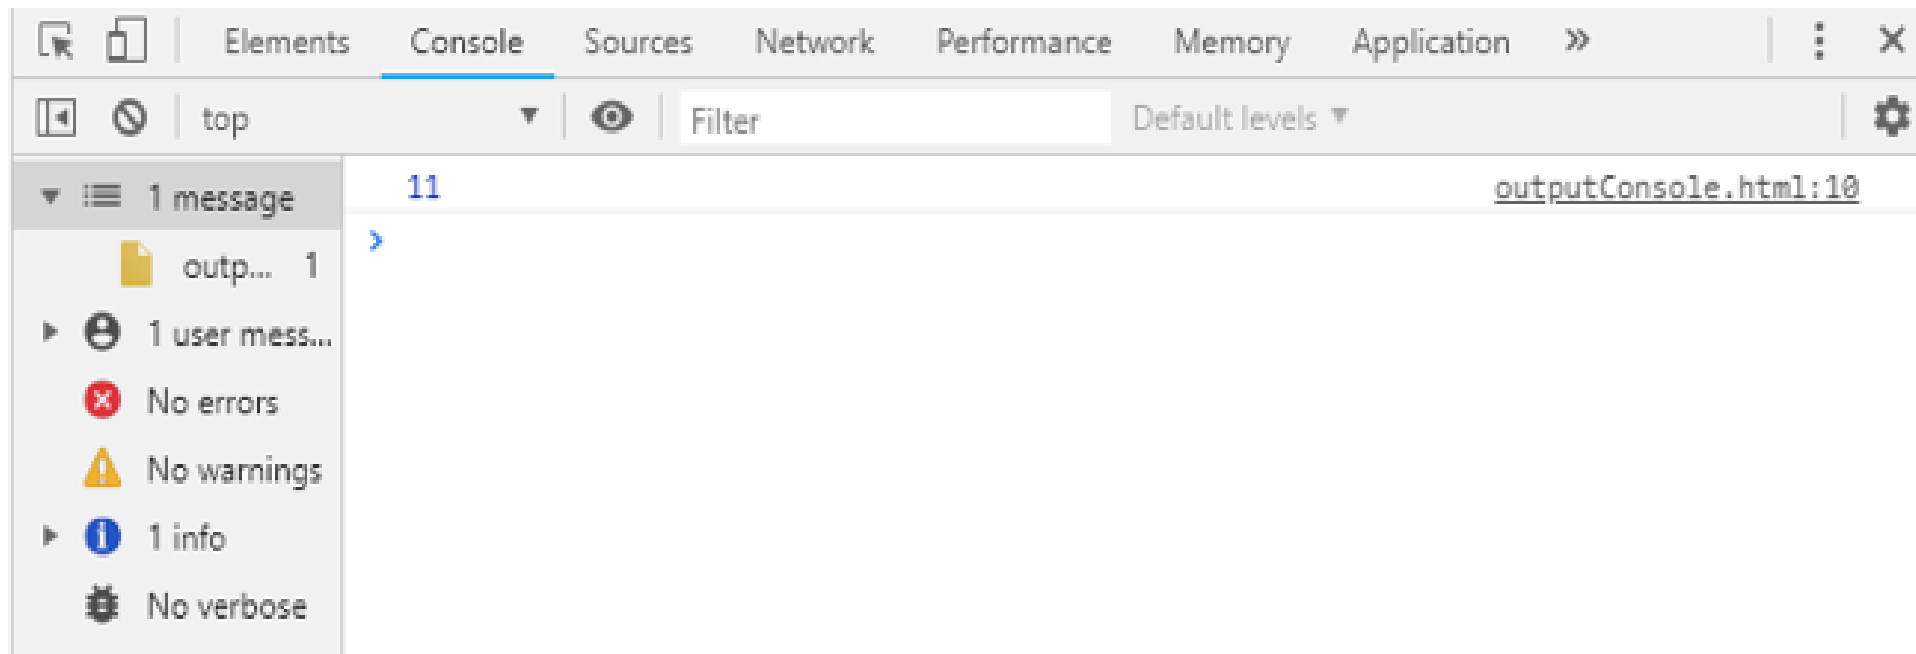 Elements Console Sources Network Performance Memory Application »
top Filter Default levels
1 message
11 outputConsole.html:10
outp... 1
1 user mess...
No errors
No warnings
1 info
No verbose